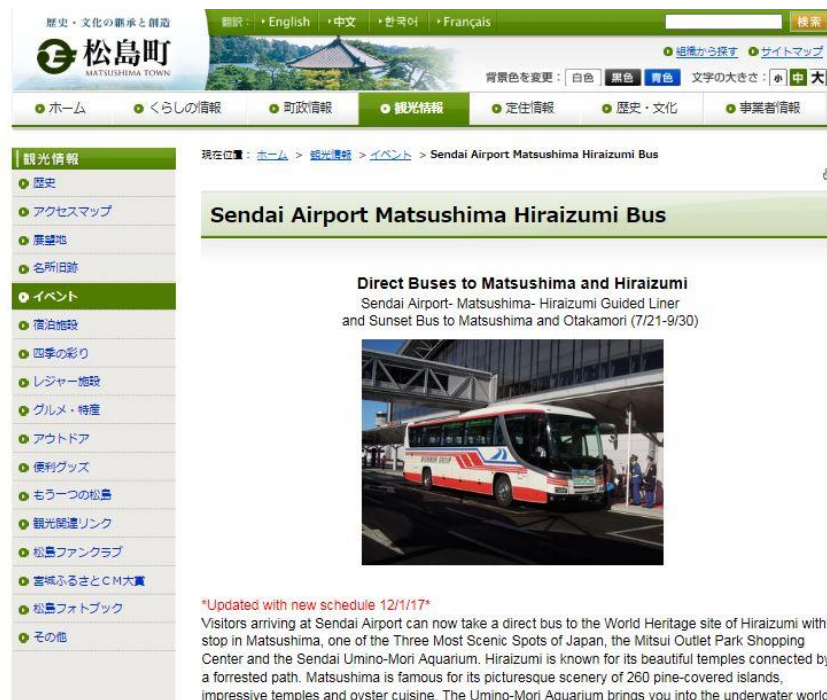 歴史・文化の継承と創造
松島町
MATSUSHIMA TOWN
翻訳: English 中文 한국어 Français
検索
組織から探す サイトマップ
背景色を変更: 白色 黒色 青色 文字の大きさ: 小 中 大
ホーム くらしの情報 町政情報 観光情報 定住情報 歴史・文化 事業者情報
観光情報
歴史
アクセスマップ
展望地
名所旧跡
イベント
宿泊施設
四季の彩り
レジャー施設
グルメ・特産
アウトドア
便利グッズ
もう一つの松島
観光関連リンク
松島ファンクラブ
宮城ふるさとCM大賞
松島フォトブック
その他
現在位置: ホーム > 観光情報 > イベント > Sendai Airport Matsushima Hiraizumi Bus
Sendai Airport Matsushima Hiraizumi Bus
Direct Buses to Matsushima and Hiraizumi
Sendai Airport- Matsushima- Hiraizumi Guided Liner
and Sunset Bus to Matsushima and Otakamori (7/21-9/30)
*Updated with new schedule 12/1/17*
Visitors arriving at Sendai Airport can now take a direct bus to the World Heritage site of Hiraizumi with
stop in Matsushima, one of the Three Most Scenic Spots of Japan, the Mitsui Outlet Park Shopping
Center and the Sendai Umino-Mori Aquarium. Hiraizumi is known for its beautiful temples connected by
a forrested path. Matsushima is famous for its picturesque scenery of 260 pine-covered islands,
impressive temples and oyster cuisine. The Umino-Mori Aquarium brings you into the underwater world